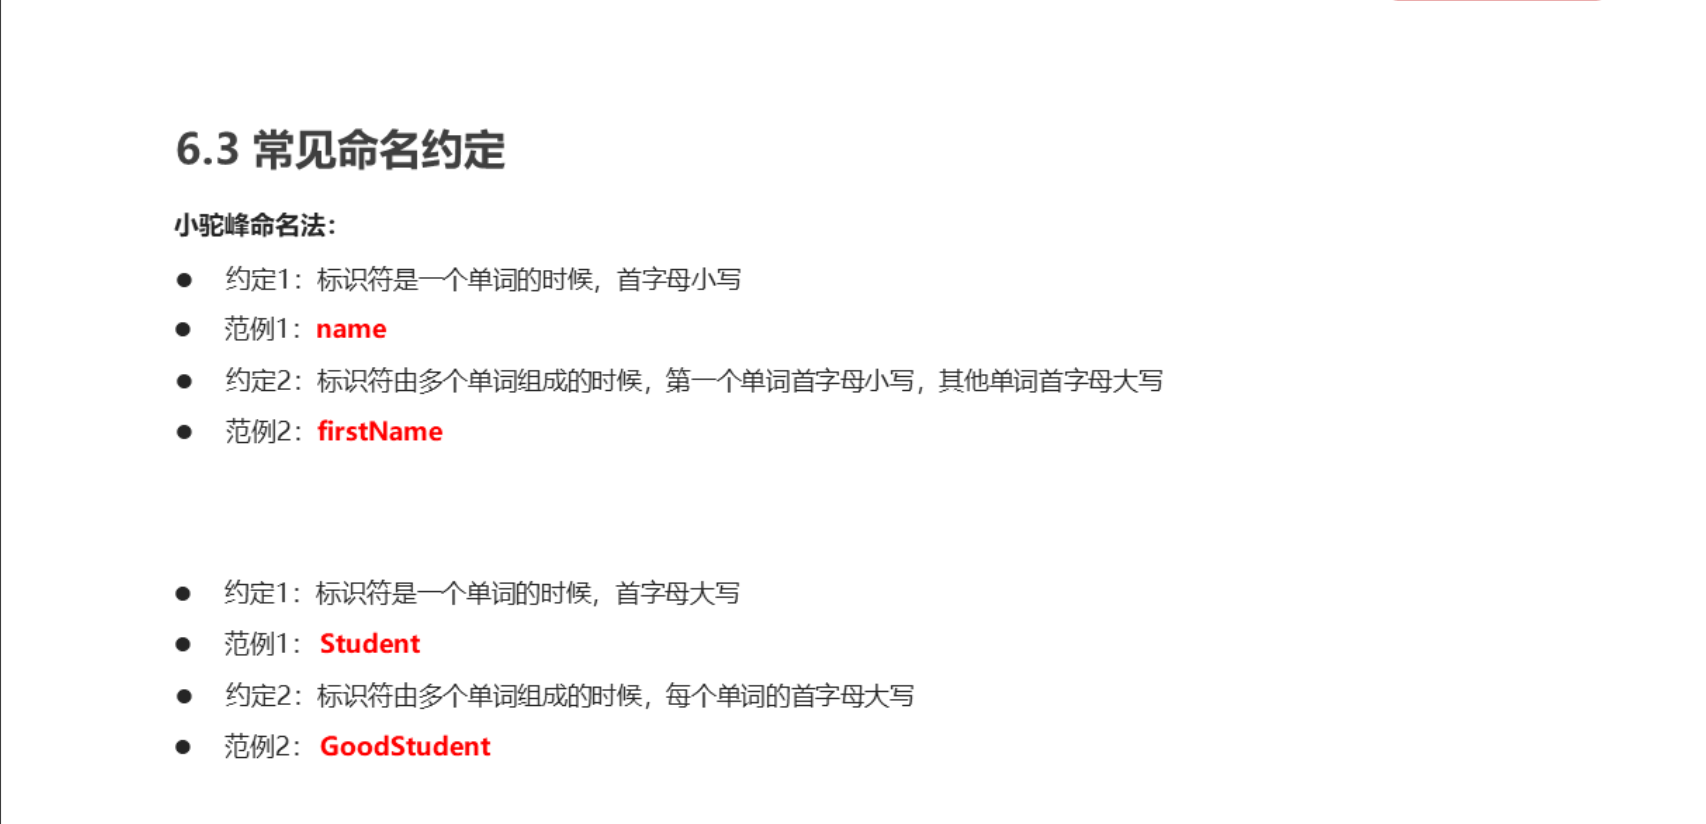 6.3 常见命名约定
小驼峰命名法：
● 约定1：标识符是一个单词的时候，首字母小写
● 范例1：name
● 约定2：标识符由多个单词组成的时候，第一个单词首字母小写，其他单词首字母大写
● 范例2：firstName
● 约定1：标识符是一个单词的时候，首字母大写
● 范例1：Student
● 约定2：标识符由多个单词组成的时候，每个单词的首字母大写
● 范例2：GoodStudent